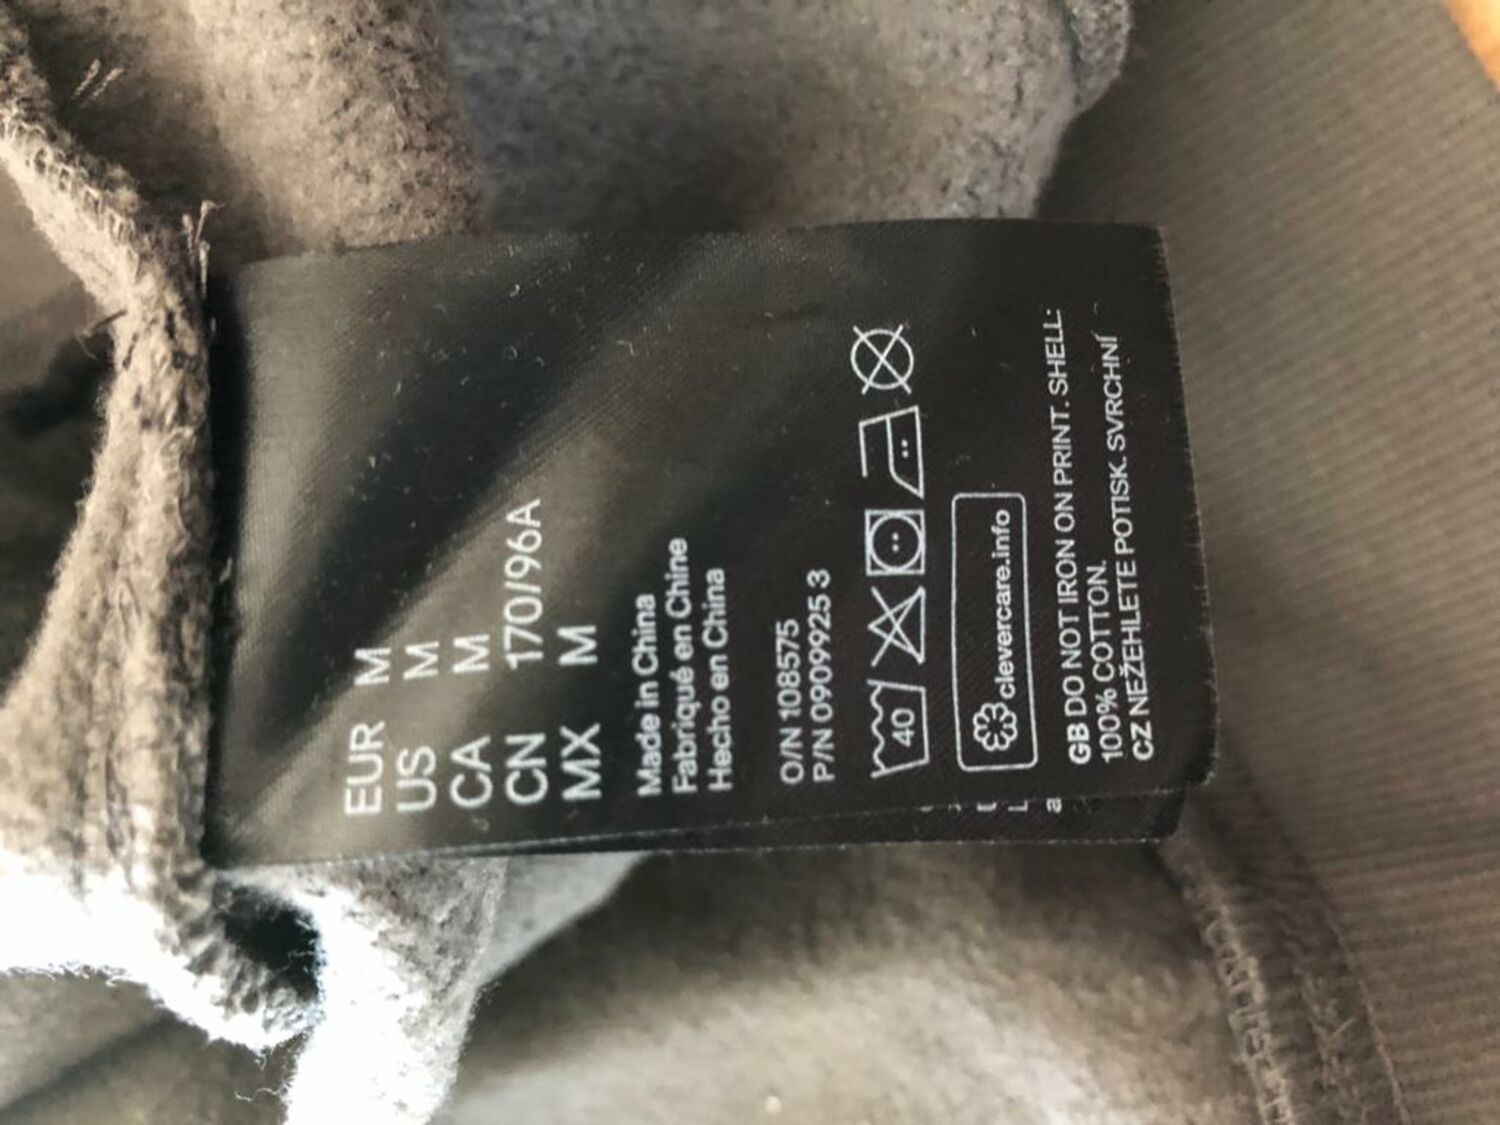 EUR M
US M
CA M
CN 170/96A
MX M
Made in China
Fabriqué en Chine
Hecho en China
O/N 108575
P/N 0909925 3
40
clevercare.info
GB DO NOT IRON ON PRINT. SHELL:
100% COTTON.
CZ NEŽEHLETE POTISK. SVRCHNÍ